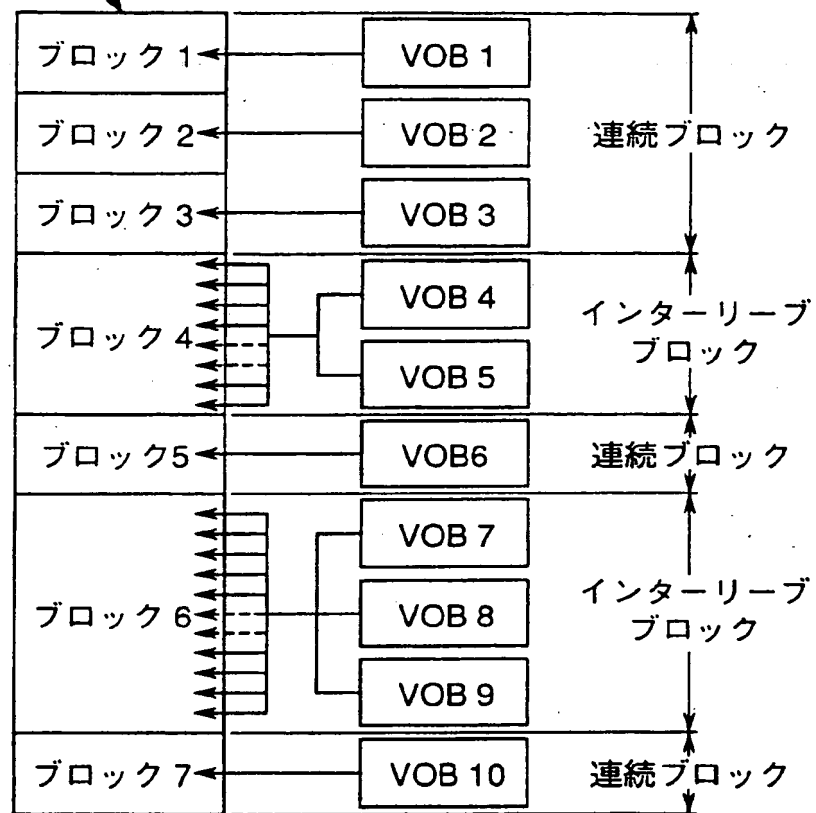 ブロック 1
VOB 1
ブロック 2
VOB 2
連続ブロック
ブロック 3
VOB 3
ブロック 4
VOB 4
VOB 5
インターリーブ
ブロック
ブロック5
VOB6
連続ブロック
ブロック 6
VOB 7
VOB 8
VOB 9
インターリーブ
ブロック
ブロック 7
VOB 10
連続ブロック